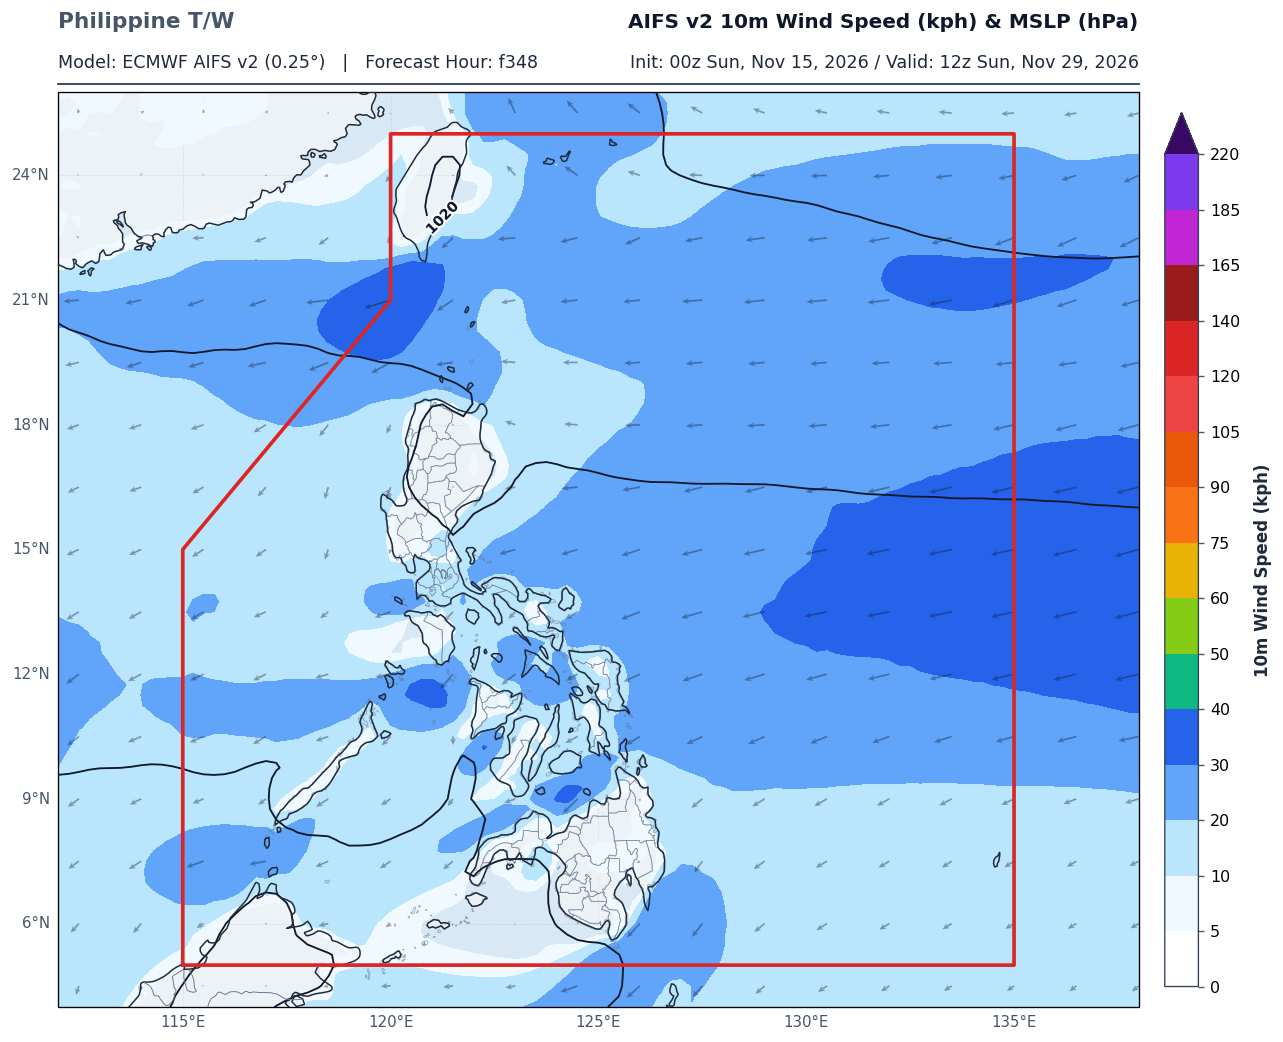 Philippine T/W
AIFS v2 10m Wind Speed (kph) & MSLP (hPa)
Model: ECMWF AIFS v2 (0.25°) | Forecast Hour: f348
Init: 00z Sun, Nov 15, 2026 / Valid: 12z Sun, Nov 29, 2026
24°N
21°N
18°N
15°N
12°N
9°N
6°N
1020
115°E
120°E
125°E
130°E
135°E
220
185
165
140
120
105
90
75
60
50
40
30
20
10
5
0
10m Wind Speed (kph)